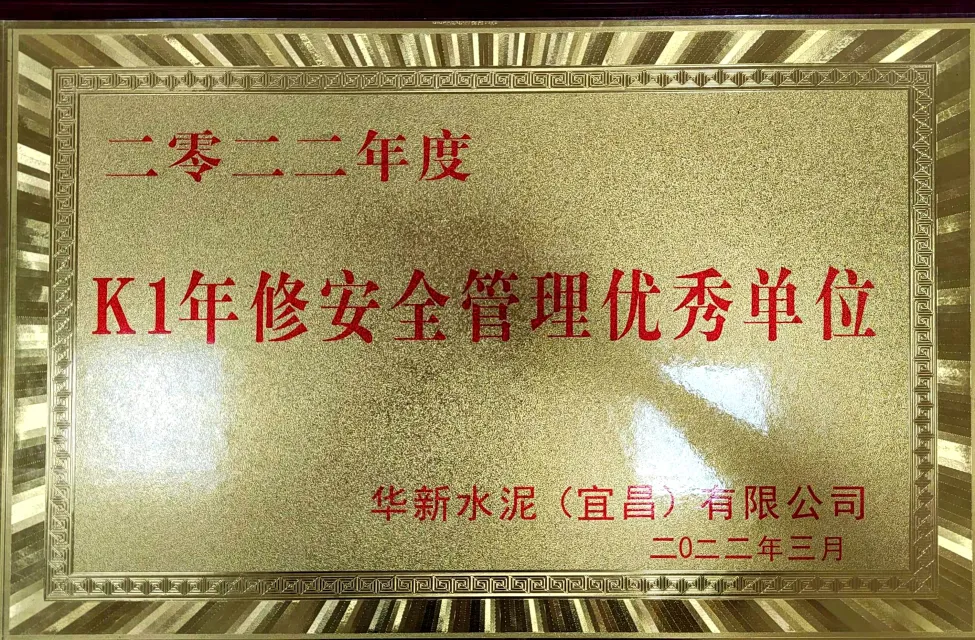 二零二二年度
K1年修安全管理优秀单位
华新水泥（宜昌）有限公司
二0二二年三月